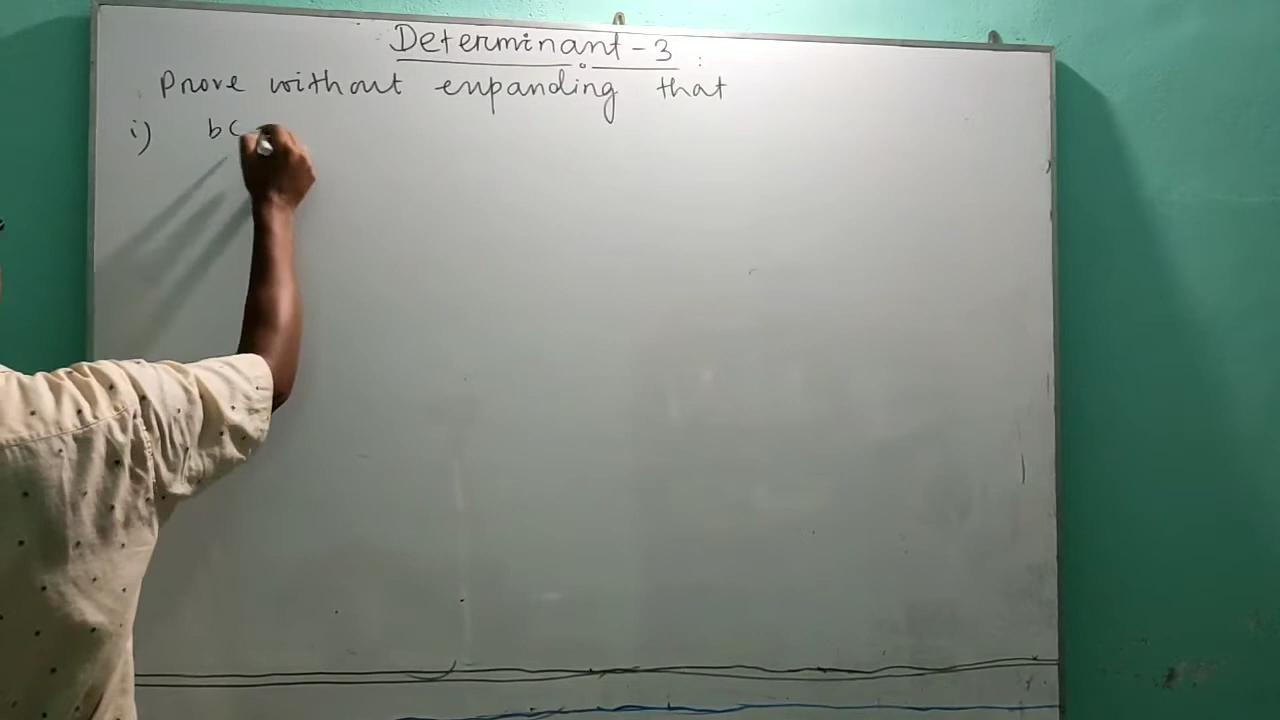 Determinant - 3 :
Prove without expanding that
i) bc